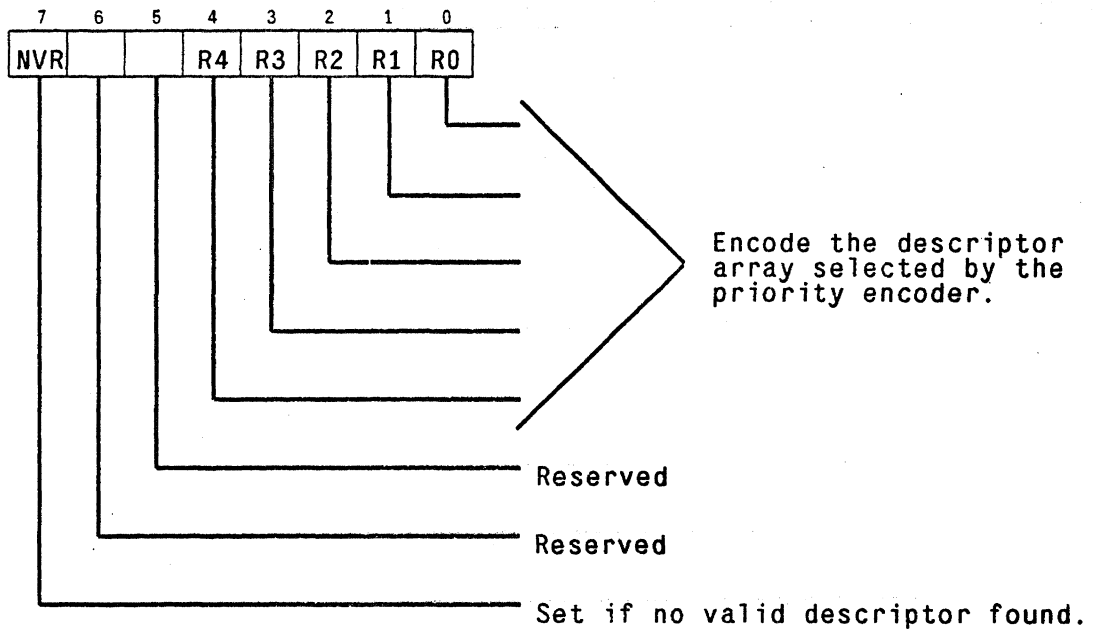 7 6 5 4 3 2 1 0
NVR R4 R3 R2 R1 R0
Encode the descriptor
array selected by the
priority encoder.
Reserved
Reserved
Set if no valid descriptor found.